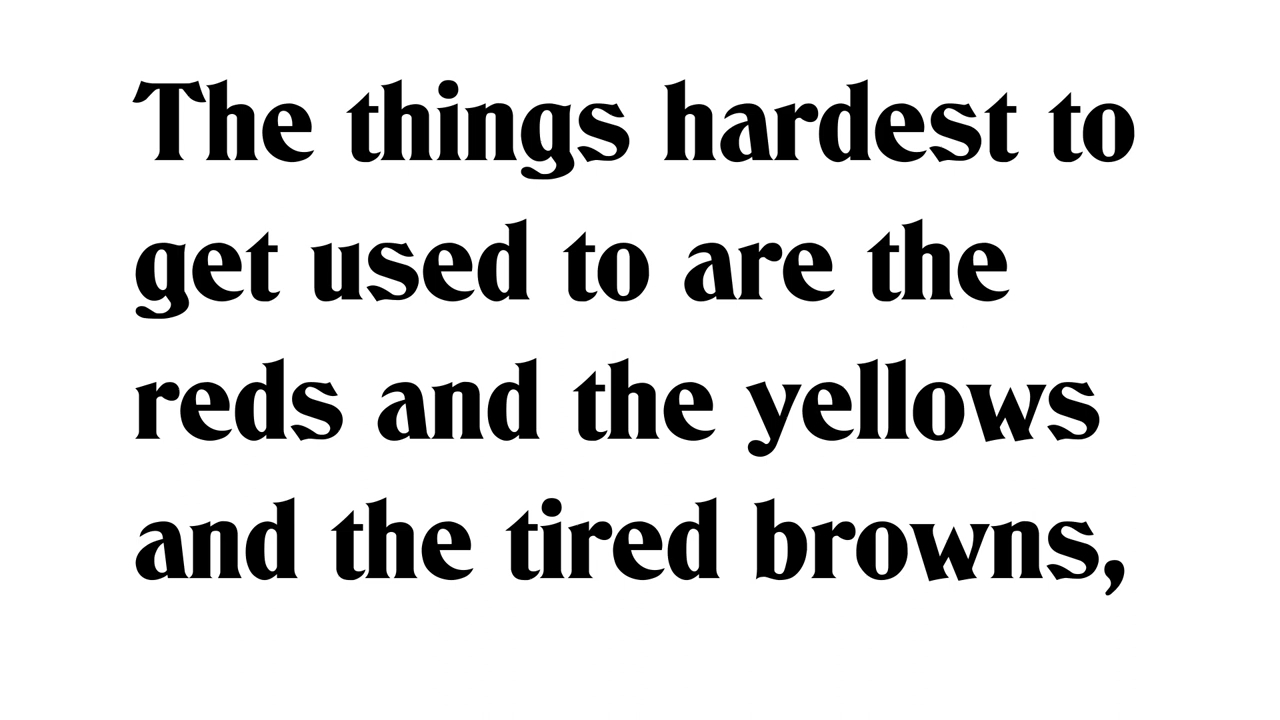 The things hardest to
get used to are the
reds and the yellows
and the tired browns,